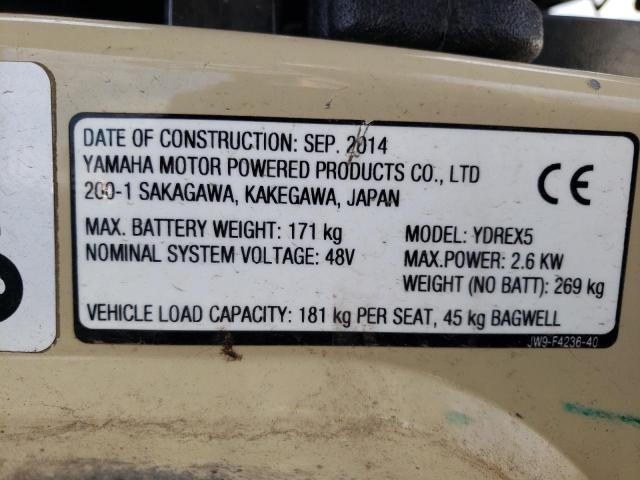 DATE OF CONSTRUCTION: SEP. 2014
YAMAHA MOTOR POWERED PRODUCTS CO., LTD
200-1 SAKAGAWA, KAKEGAWA, JAPAN
CE
MAX. BATTERY WEIGHT: 171 kg
NOMINAL SYSTEM VOLTAGE: 48V
MODEL: YDREX5
MAX.POWER: 2.6 KW
WEIGHT (NO BATT): 269 kg
VEHICLE LOAD CAPACITY: 181 kg PER SEAT, 45 kg BAGWELL
JW9-F4236-40